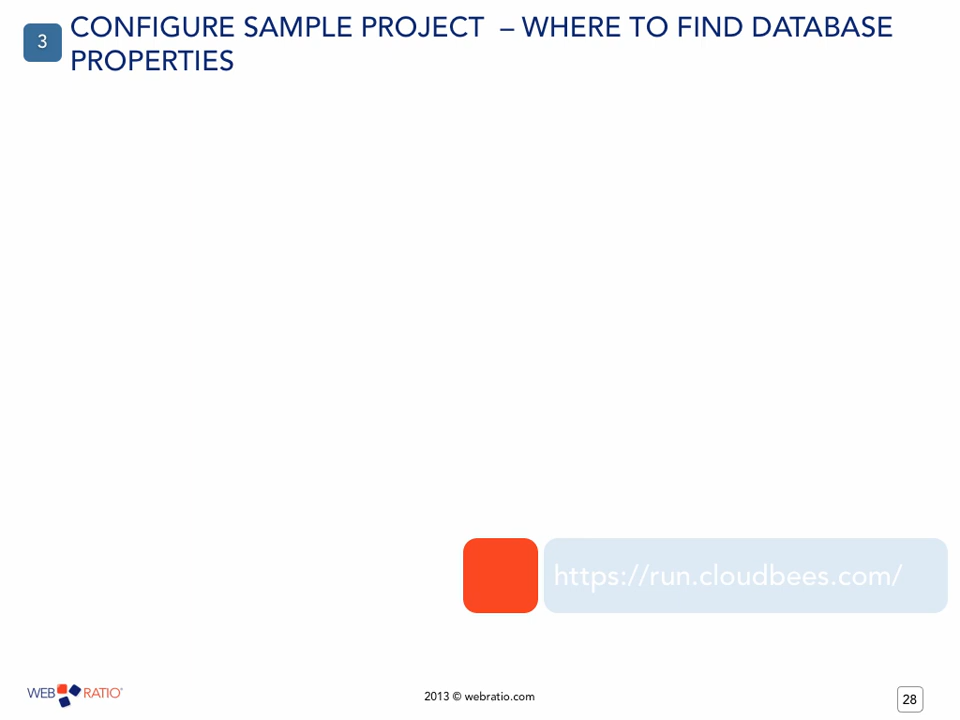 3
CONFIGURE SAMPLE PROJECT – WHERE TO FIND DATABASE
PROPERTIES
https://run.cloudbees.com/
WEB RATIO®
2013 © webratio.com
28